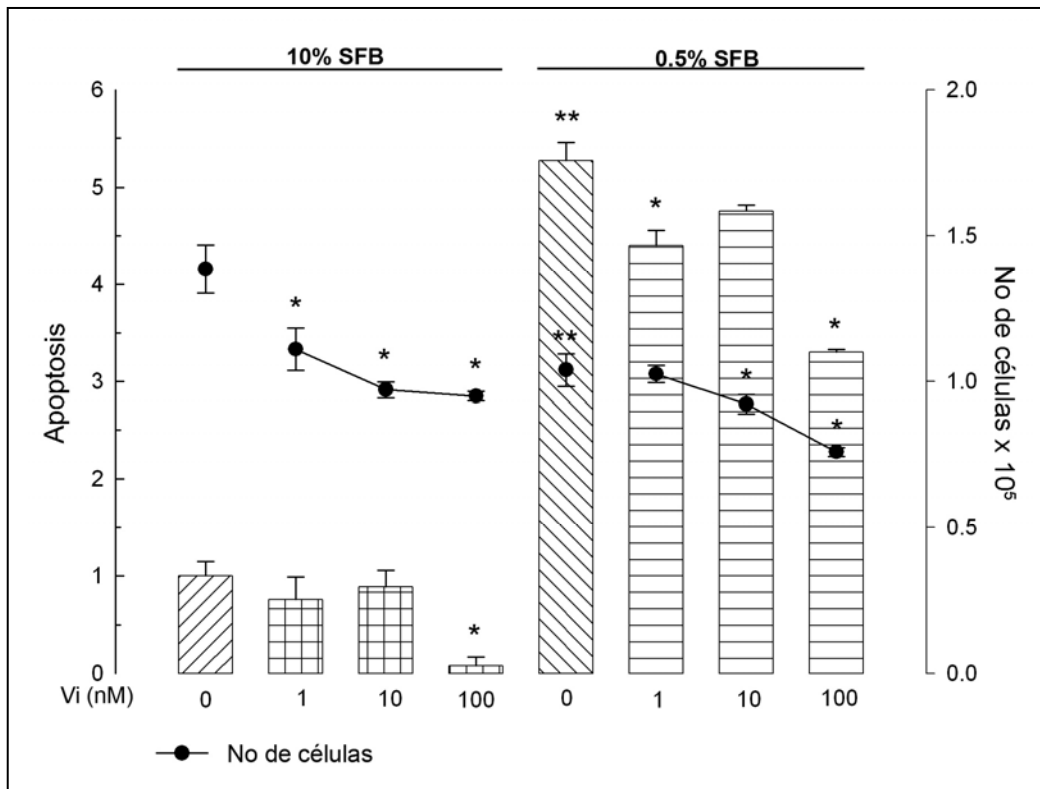 10% SFB 0.5% SFB
6 2.0
** 
5 *
1.5
4
* *
* * * **
3 1.0
* *
2
0.5
1
*
0 0.0
Apoptosis
No de células x 10⁵
Vi (nM) 0 1 10 100 0 1 10 100
No de células